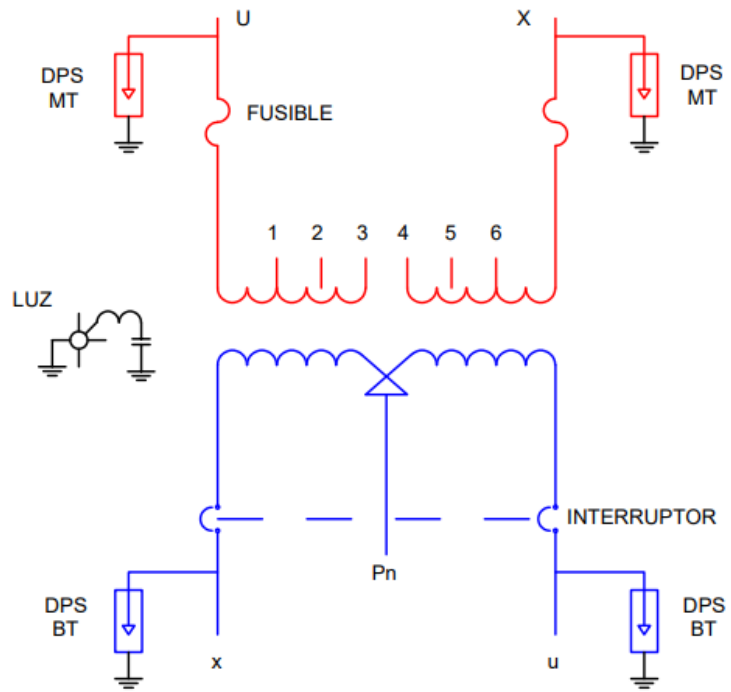 U
X
DPS
MT
FUSIBLE
DPS
MT
1 2 3 4 5 6
LUZ
INTERRUPTOR
Pn
DPS
BT
x
u
DPS
BT